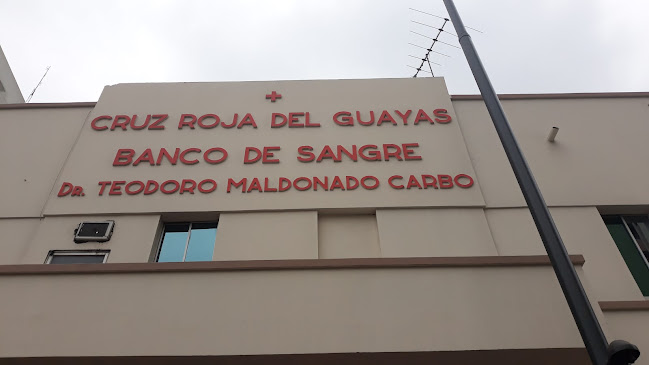 CRUZ ROJA DEL GUAYAS
BANCO DE SANGRE
DR. TEODORO MALDONADO CARBO